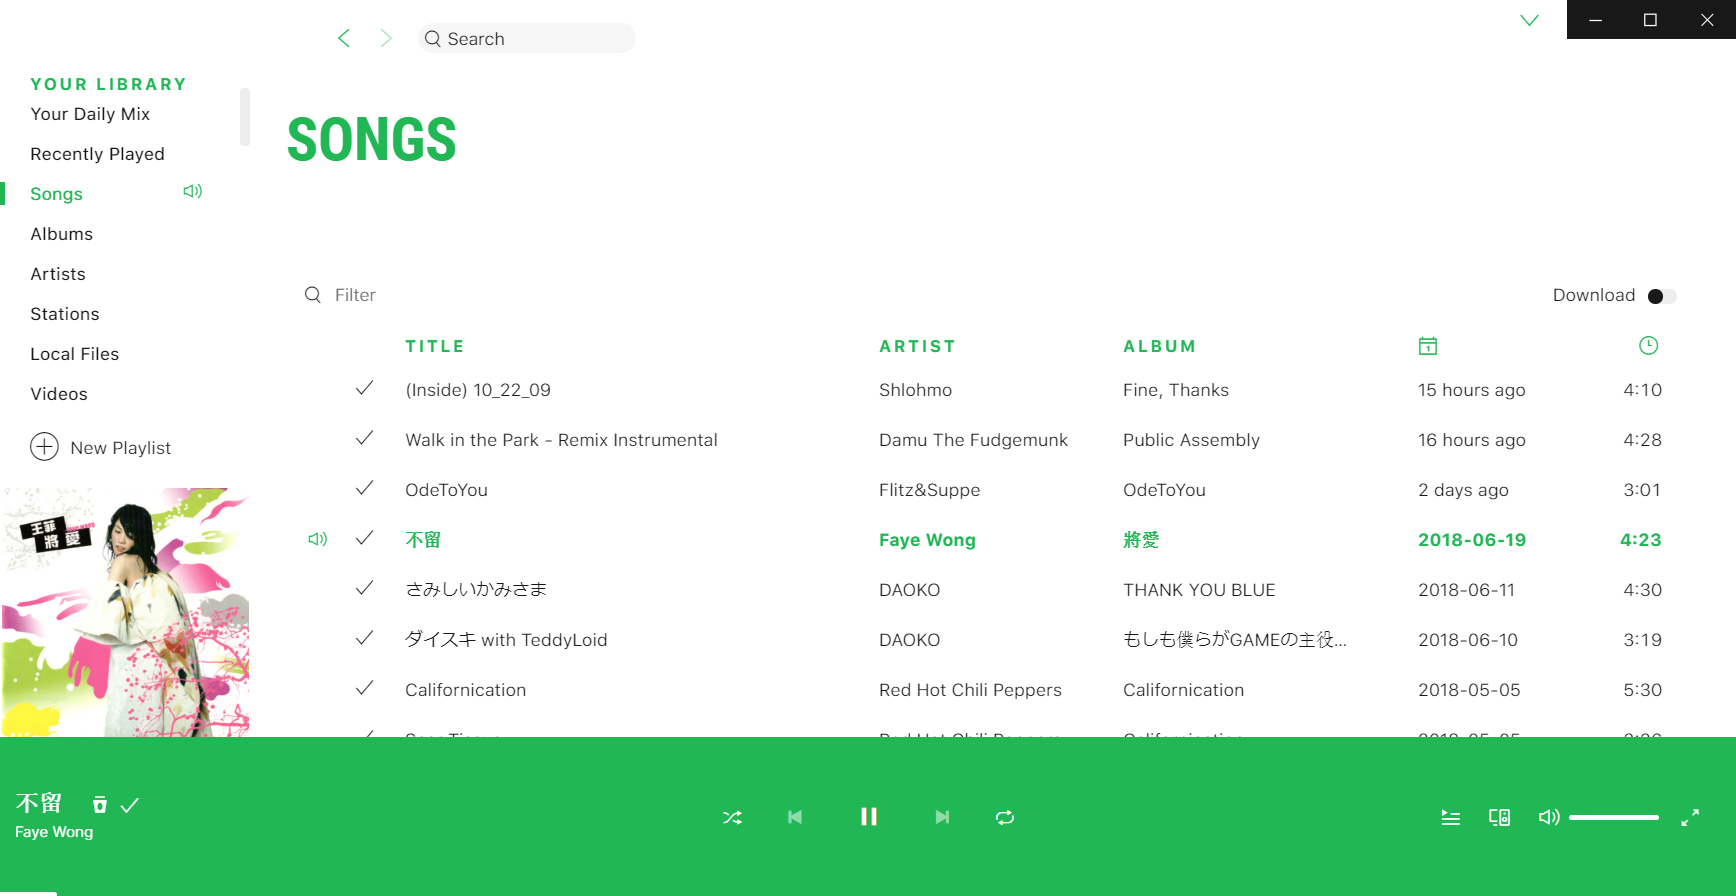 Search
YOUR LIBRARY
Your Daily Mix
Recently Played
Songs
Albums
Artists
Stations
Local Files
Videos
New Playlist
王菲
將愛
SONGS
Filter
Download
TITLE ARTIST ALBUM
(Inside) 10_22_09 Shlohmo Fine, Thanks 15 hours ago 4:10
Walk in the Park - Remix Instrumental Damu The Fudgemunk Public Assembly 16 hours ago 4:28
OdeToYou Flitz&Suppe OdeToYou 2 days ago 3:01
不留 Faye Wong 將愛 2018-06-19 4:23
さみしいかみさま DAOKO THANK YOU BLUE 2018-06-11 4:30
ダイスキ with TeddyLoid DAOKO もしも僕らがGAMEの主役... 2018-06-10 3:19
Californication Red Hot Chili Peppers Californication 2018-05-05 5:30
不留
Faye Wong